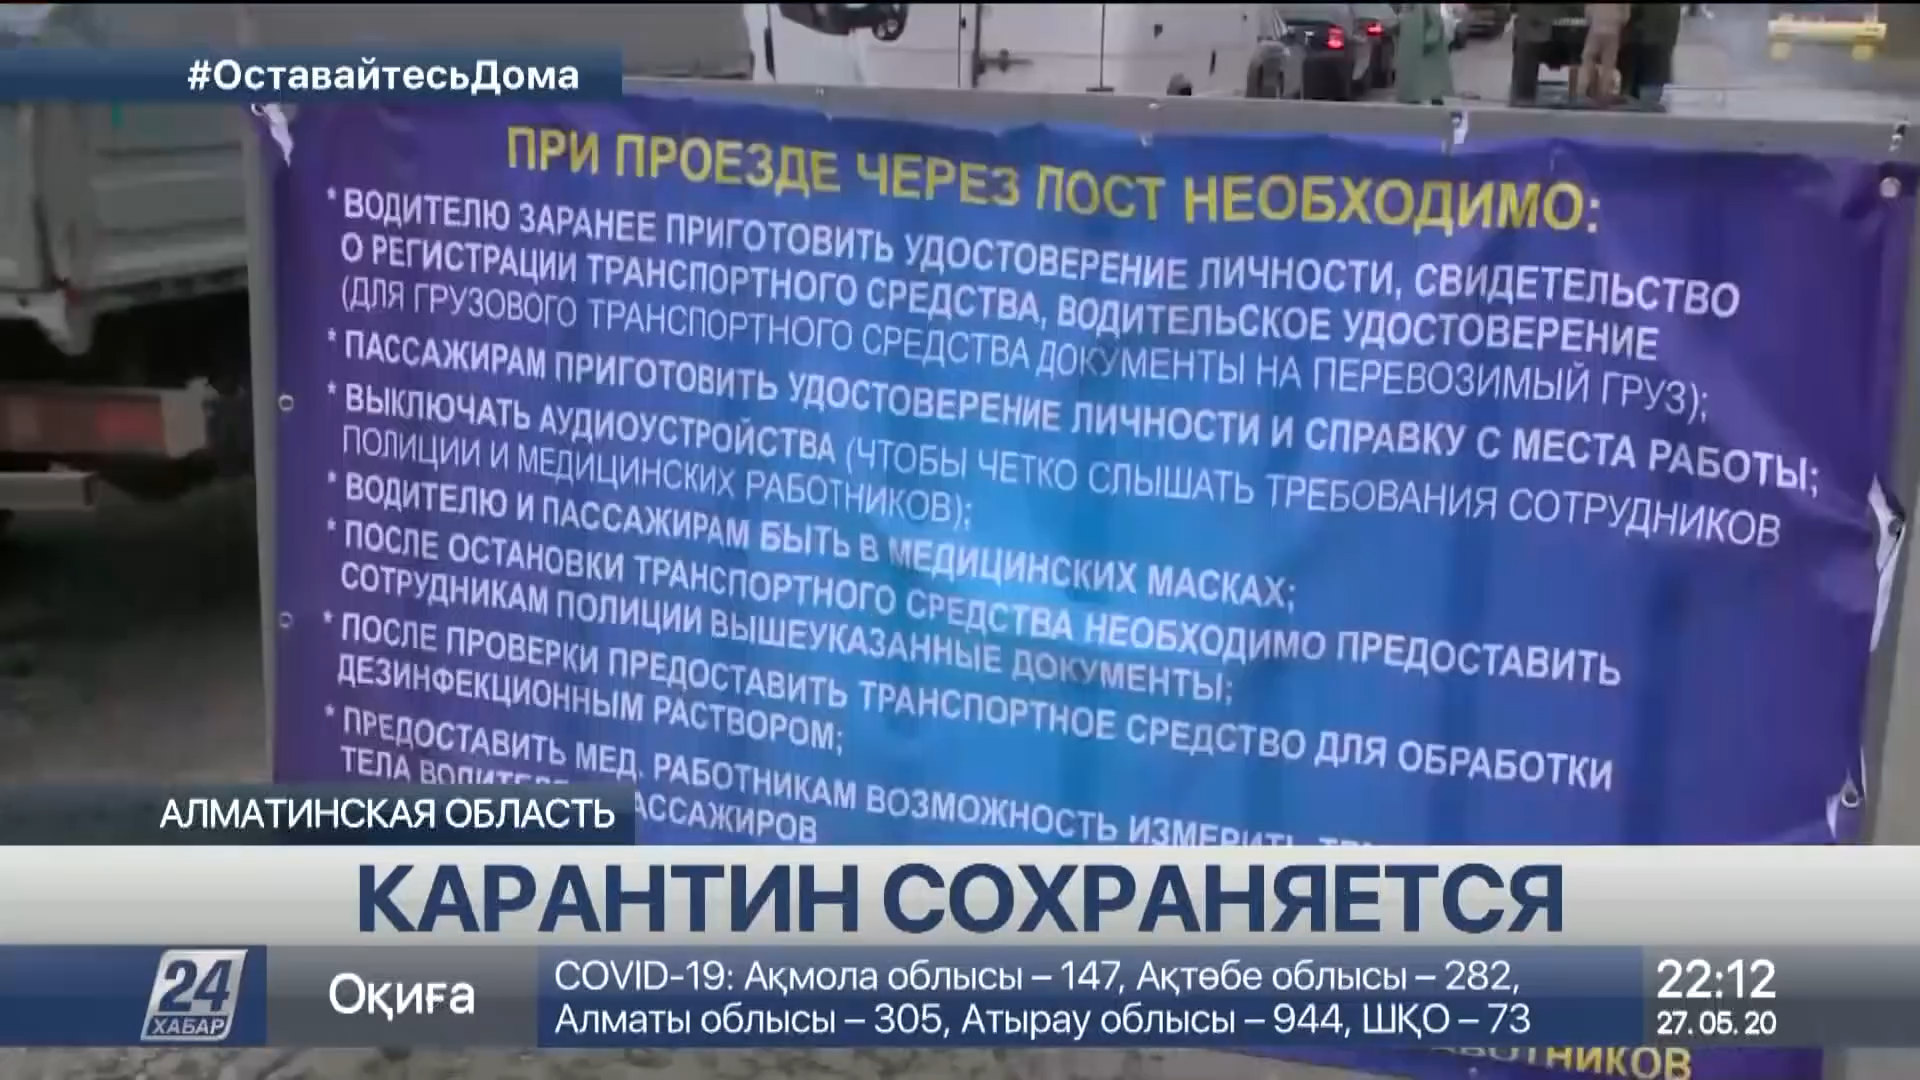 #ОставайтесьДома
ПРИ ПРОЕЗДЕ ЧЕРЕЗ ПОСТ НЕОБХОДИМО:
* ВОДИТЕЛЮ ЗАРАНЕЕ ПРИГОТОВИТЬ УДОСТОВЕРЕНИЕ ЛИЧНОСТИ, СВИДЕТЕЛЬСТВО
О РЕГИСТРАЦИИ ТРАНСПОРТНОГО СРЕДСТВА, ВОДИТЕЛЬСКОЕ УДОСТОВЕРЕНИЕ
(ДЛЯ ГРУЗОВОГО ТРАНСПОРТНОГО СРЕДСТВА ДОКУМЕНТЫ НА ПЕРЕВОЗИМЫЙ ГРУЗ);
* ПАССАЖИРАМ ПРИГОТОВИТЬ УДОСТОВЕРЕНИЕ ЛИЧНОСТИ И СПРАВКУ С МЕСТА РАБОТЫ;
* ВЫКЛЮЧАТЬ АУДИОУСТРОЙСТВА (ЧТОБЫ ЧЕТКО СЛЫШАТЬ ТРЕБОВАНИЯ СОТРУДНИКОВ
ПОЛИЦИИ И МЕДИЦИНСКИХ РАБОТНИКОВ);
* ВОДИТЕЛЮ И ПАССАЖИРАМ БЫТЬ В МЕДИЦИНСКИХ МАСКАХ;
* ПОСЛЕ ОСТАНОВКИ ТРАНСПОРТНОГО СРЕДСТВА НЕОБХОДИМО ПРЕДОСТАВИТЬ
СОТРУДНИКАМ ПОЛИЦИИ ВЫШЕУКАЗАННЫЕ ДОКУМЕНТЫ;
* ПОСЛЕ ПРОВЕРКИ ПРЕДОСТАВИТЬ ТРАНСПОРТНОЕ СРЕДСТВО ДЛЯ ОБРАБОТКИ
ДЕЗИНФЕКЦИОННЫМ РАСТВОРОМ;
* ПРЕДОСТАВИТЬ МЕД. РАБОТНИКАМ ВОЗМОЖНОСТЬ ИЗМЕРИТЬ
ТЕЛА
АЛМАТИНСКАЯ ОБЛАСТЬ
КАРАНТИН СОХРАНЯЕТСЯ
24
ХАБАР
Оқиға
COVID-19: Ақмола облысы – 147, Ақтөбе облысы – 282,
Алматы облысы – 305, Атырау облысы – 944, ШҚО – 73
22:12
27.05.20